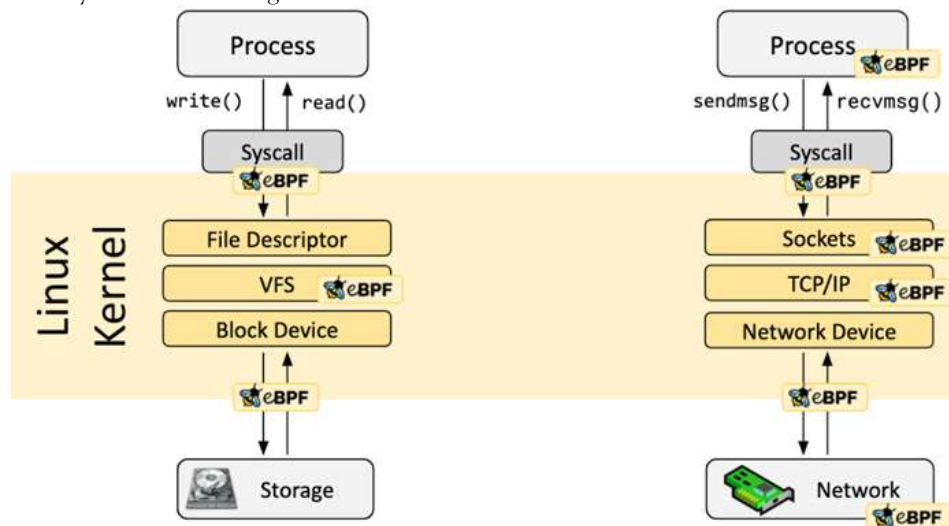 Process
write()
read()
Syscall
eBPF
File Descriptor
VFS
eBPF
Block Device
eBPF
Storage
Linux
Kernel
Process
eBPF
sendmsg()
recvmsg()
Syscall
eBPF
Sockets
eBPF
TCP/IP
eBPF
Network Device
eBPF
Network
eBPF